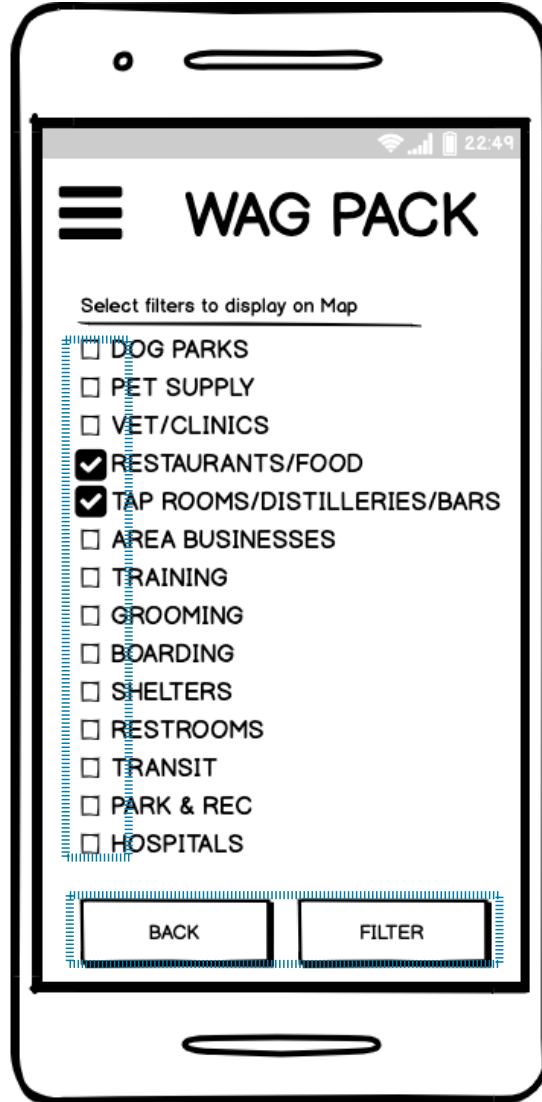 22:49
WAG PACK
Select filters to display on Map
DOG PARKS
PET SUPPLY
VET/CLINICS
RESTAURANTS/FOOD
TAP ROOMS/DISTILLERIES/BARS
AREA BUSINESSES
TRAINING
GROOMING
BOARDING
SHELTERS
RESTROOMS
TRANSIT
PARK & REC
HOSPITALS
BACK
FILTER